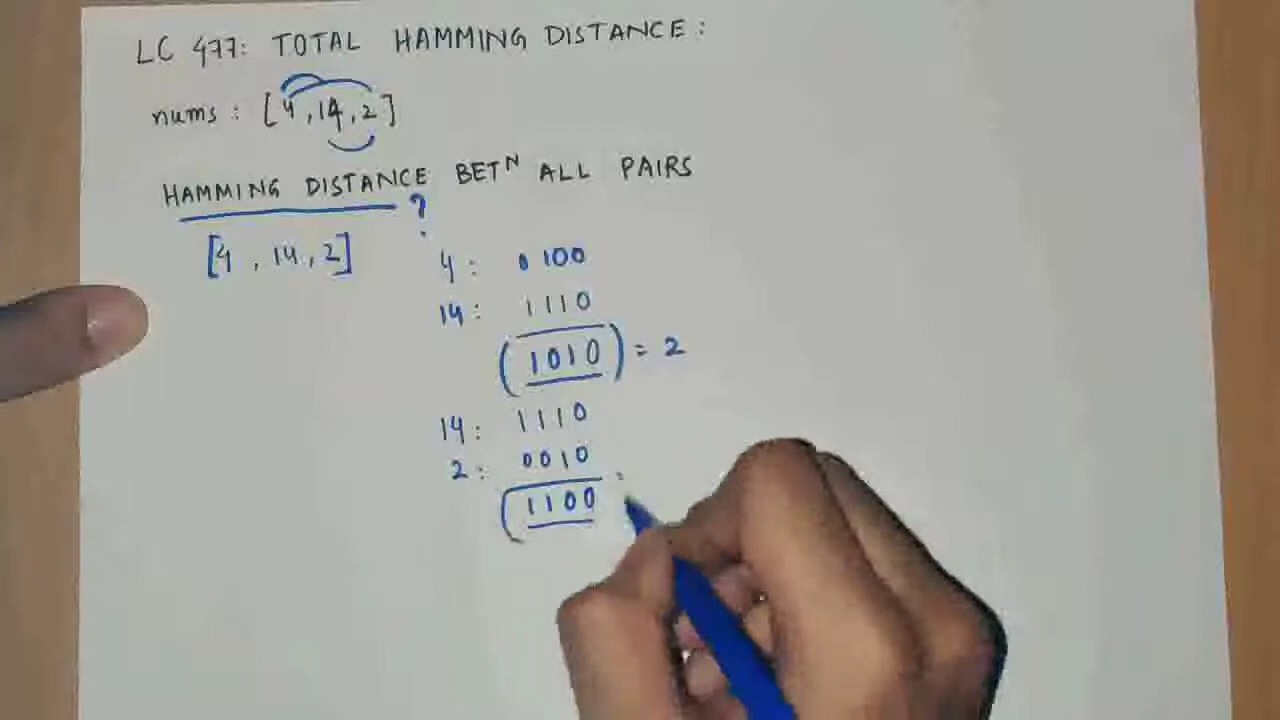 LC 477: TOTAL HAMMING DISTANCE:
nums: [4,14,2]
HAMMING DISTANCE BETᴺ ALL PAIRS
?
[4, 14, 2]
4: 0100
14: 1110
(1010) = 2
14: 1110
2: 0010
(1100